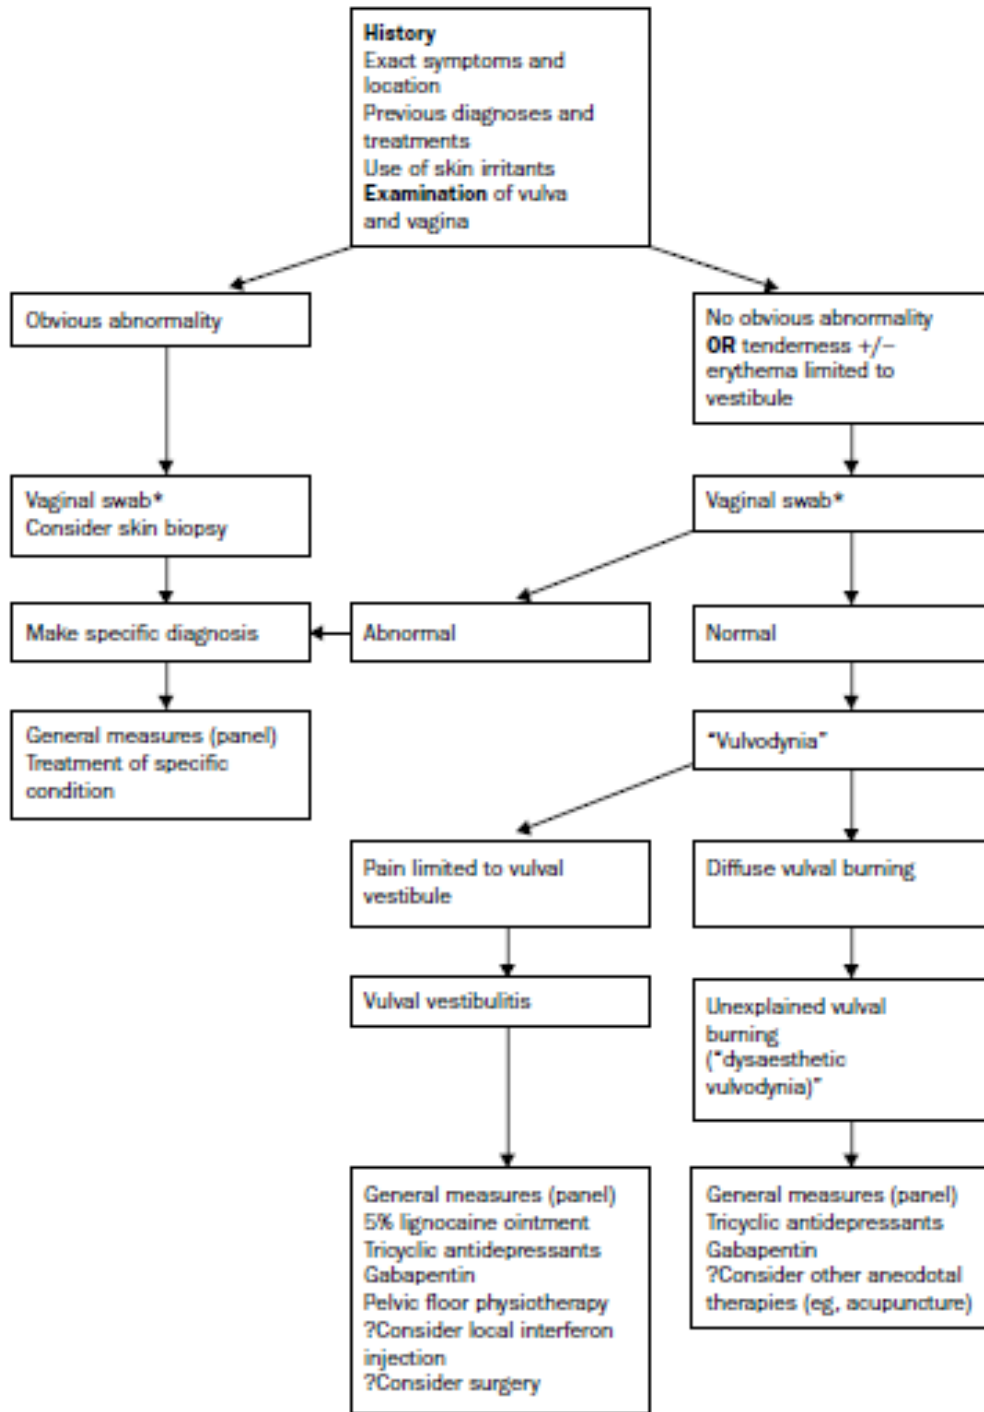 History
Exact symptoms and
location
Previous diagnoses and
treatments
Use of skin irritants
Examination of vulva
and vagina
Obvious abnormality
No obvious abnormality
OR tenderness +/–
erythema limited to
vestibule
Vaginal swab*
Consider skin biopsy
Vaginal swab*
Make specific diagnosis
Abnormal
Normal
General measures (panel)
Treatment of specific
condition
“Vulvodynia”
Pain limited to vulval
vestibule
Diffuse vulval burning
Vulval vestibulitis
Unexplained vulval
burning
(“dysaesthetic
vulvodynia)”
General measures (panel)
5% lignocaine ointment
Tricyclic antidepressants
Gabapentin
Pelvic floor physiotherapy
?Consider local interferon
injection
?Consider surgery
General measures (panel)
Tricyclic antidepressants
Gabapentin
?Consider other anecdotal
therapies (eg, acupuncture)